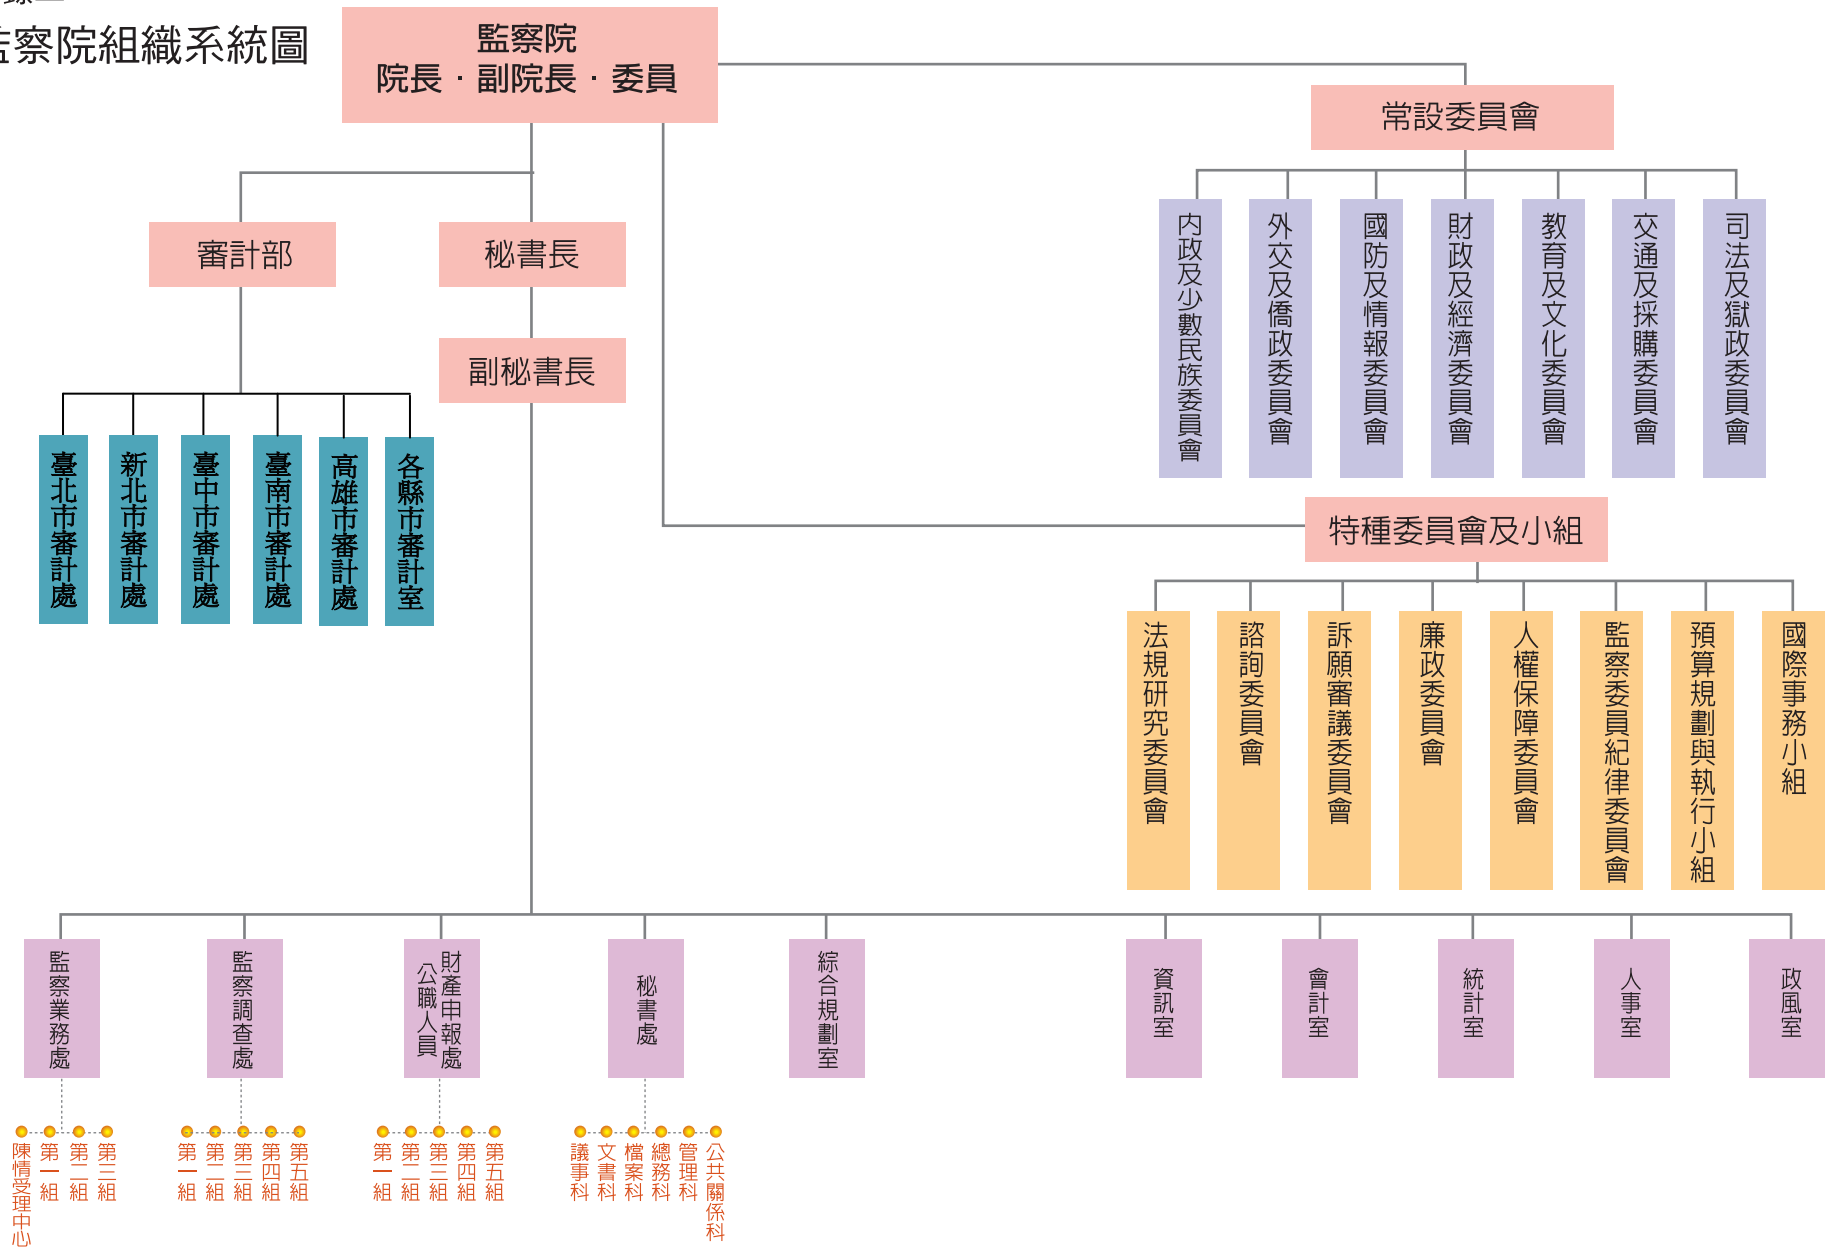 監察院組織系統圖
監察院
院長．副院長．委員
常設委員會
審計部
秘書長
副秘書長
內政及少數民族委員會
外交及僑政委員會
國防及情報委員會
財政及經濟委員會
教育及文化委員會
交通及採購委員會
司法及獄政委員會
臺北市審計處
新北市審計處
臺中市審計處
臺南市審計處
高雄市審計處
各縣市審計室
特種委員會及小組
法規研究委員會
諮詢委員會
訴願審議委員會
廉政委員會
人權保障委員會
監察委員紀律委員會
預算規劃與執行小組
國際事務小組
監察業務處
監察調查處
公職人員
財產申報處
秘書處
綜合規劃室
資訊室
會計室
統計室
人事室
政風室
陳情受理中心
第一組
第二組
第三組
第一組
第二組
第三組
第四組
第五組
第一組
第二組
第三組
第四組
第五組
議事科
文書科
檔案科
總務科
管理科
公共關係科